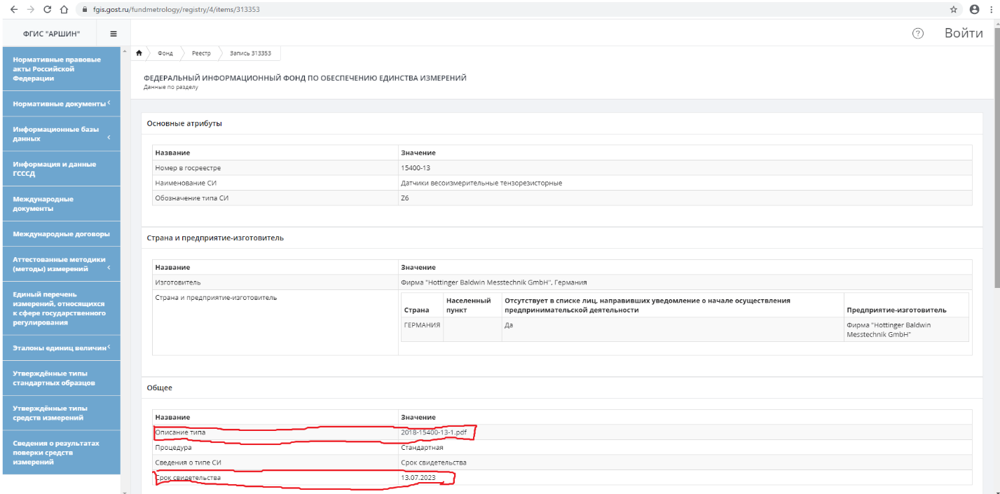 fgis.gost.ru/fundmetrology/registry/4/items/313353
ФГИС "АРШИН"
Войти
Нормативные правовые
акты Российской
Федерации
Нормативные документы
Информационные базы
данных
Информация и данные
ГСССД
Международные
документы
Международные договоры
Аттестованные методики
(методы) измерений
Единый перечень
измерений, относящихся
к сфере государственного
регулирования
Эталоны единиц величин
Утверждённые типы
стандартных образцов
Утверждённые типы
средств измерений
Сведения о результатах
поверки средств
измерений
Фонд Реестр Запись 313353
ФЕДЕРАЛЬНЫЙ ИНФОРМАЦИОННЫЙ ФОНД ПО ОБЕСПЕЧЕНИЮ ЕДИНСТВА ИЗМЕРЕНИЙ
Данные по разделу
Основные атрибуты
Название Значение
Номер в госреестре 15400-13
Наименование СИ Датчики весоизмерительные тензорезисторные
Обозначение типа СИ Z6
Страна и предприятие-изготовитель
Название Значение
Изготовитель Фирма "Hottinger Baldwin Messtechnik GmbH", Германия
Страна и предприятие-изготовитель
Страна Населенный пункт Отсутствует в списке лиц, направивших уведомление о начале осуществления предпринимательской деятельности Предприятие-изготовитель
ГЕРМАНИЯ Да Фирма "Hottinger Baldwin
Messtechnik GmbH"
Общее
Название Значение
Описание типа 2018-15400-13-1.pdf
Процедура Стандартная
Сведения о типе СИ Срок свидетельства
Срок свидетельства 13.07.2023